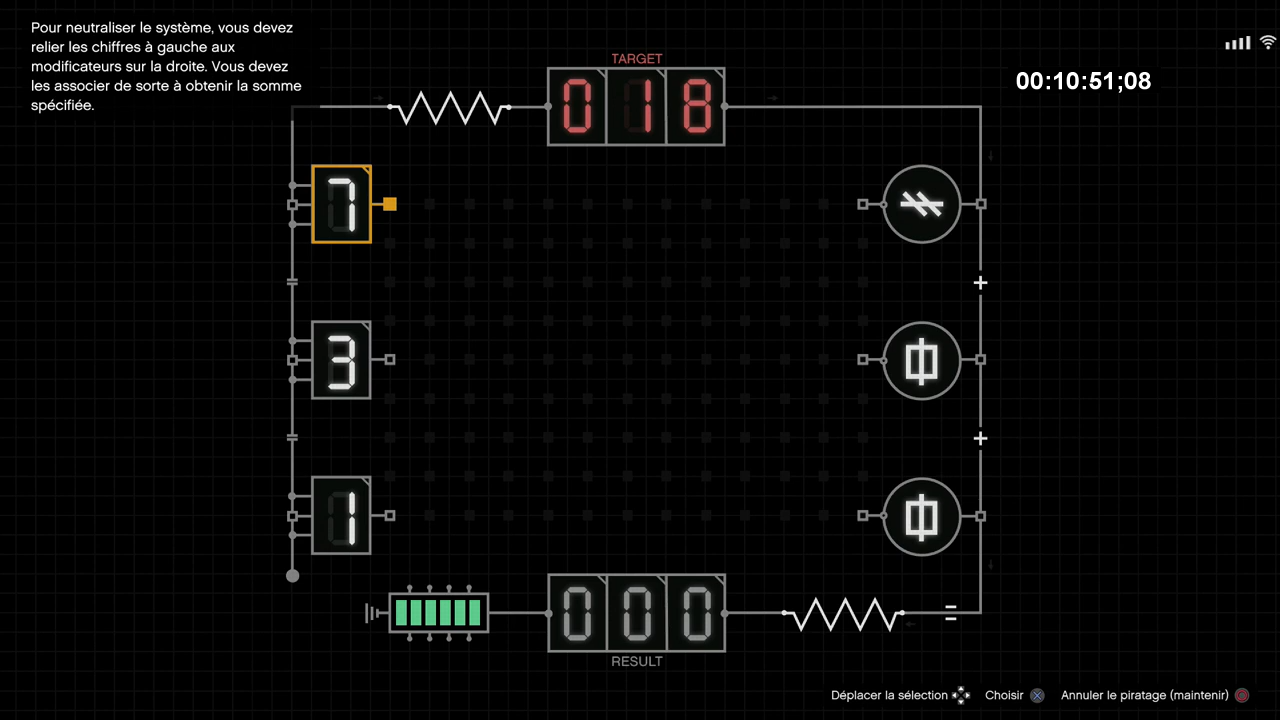 Pour neutraliser le système, vous devez
relier les chiffres à gauche aux
modificateurs sur la droite. Vous devez
les associer de sorte à obtenir la somme
spécifiée.
TARGET
018
00:10:51;08
7
+
3
+
1
000
=
RESULT
Déplacer la sélection Choisir Annuler le piratage (maintenir)